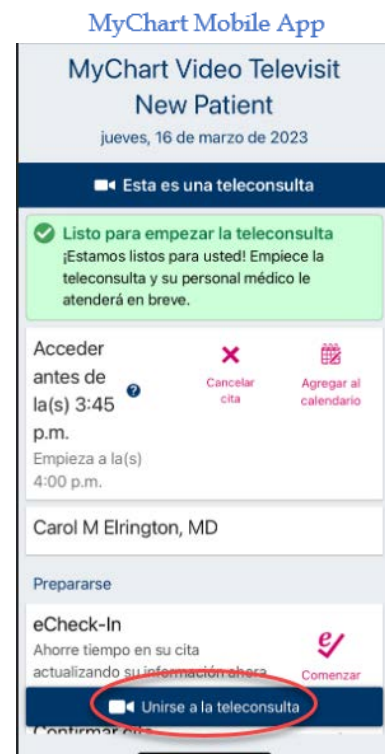 MyChart Mobile App
MyChart Video Televisit
New Patient
jueves, 16 de marzo de 2023
Esta es una teleconsulta
Listo para empezar la teleconsulta
¡Estamos listos para usted! Empiece la
teleconsulta y su personal médico le
atenderá en breve.
Acceder
antes de
la(s) 3:45
p.m.
Empieza a la(s)
4:00 p.m.
Cancelar
cita
Agregar al
calendario
Carol M Elrington, MD
Prepararse
eCheck-In
Ahorre tiempo en su cita
actualizando su información ahora
Comenzar
Unirse a la teleconsulta
Confirmar cita